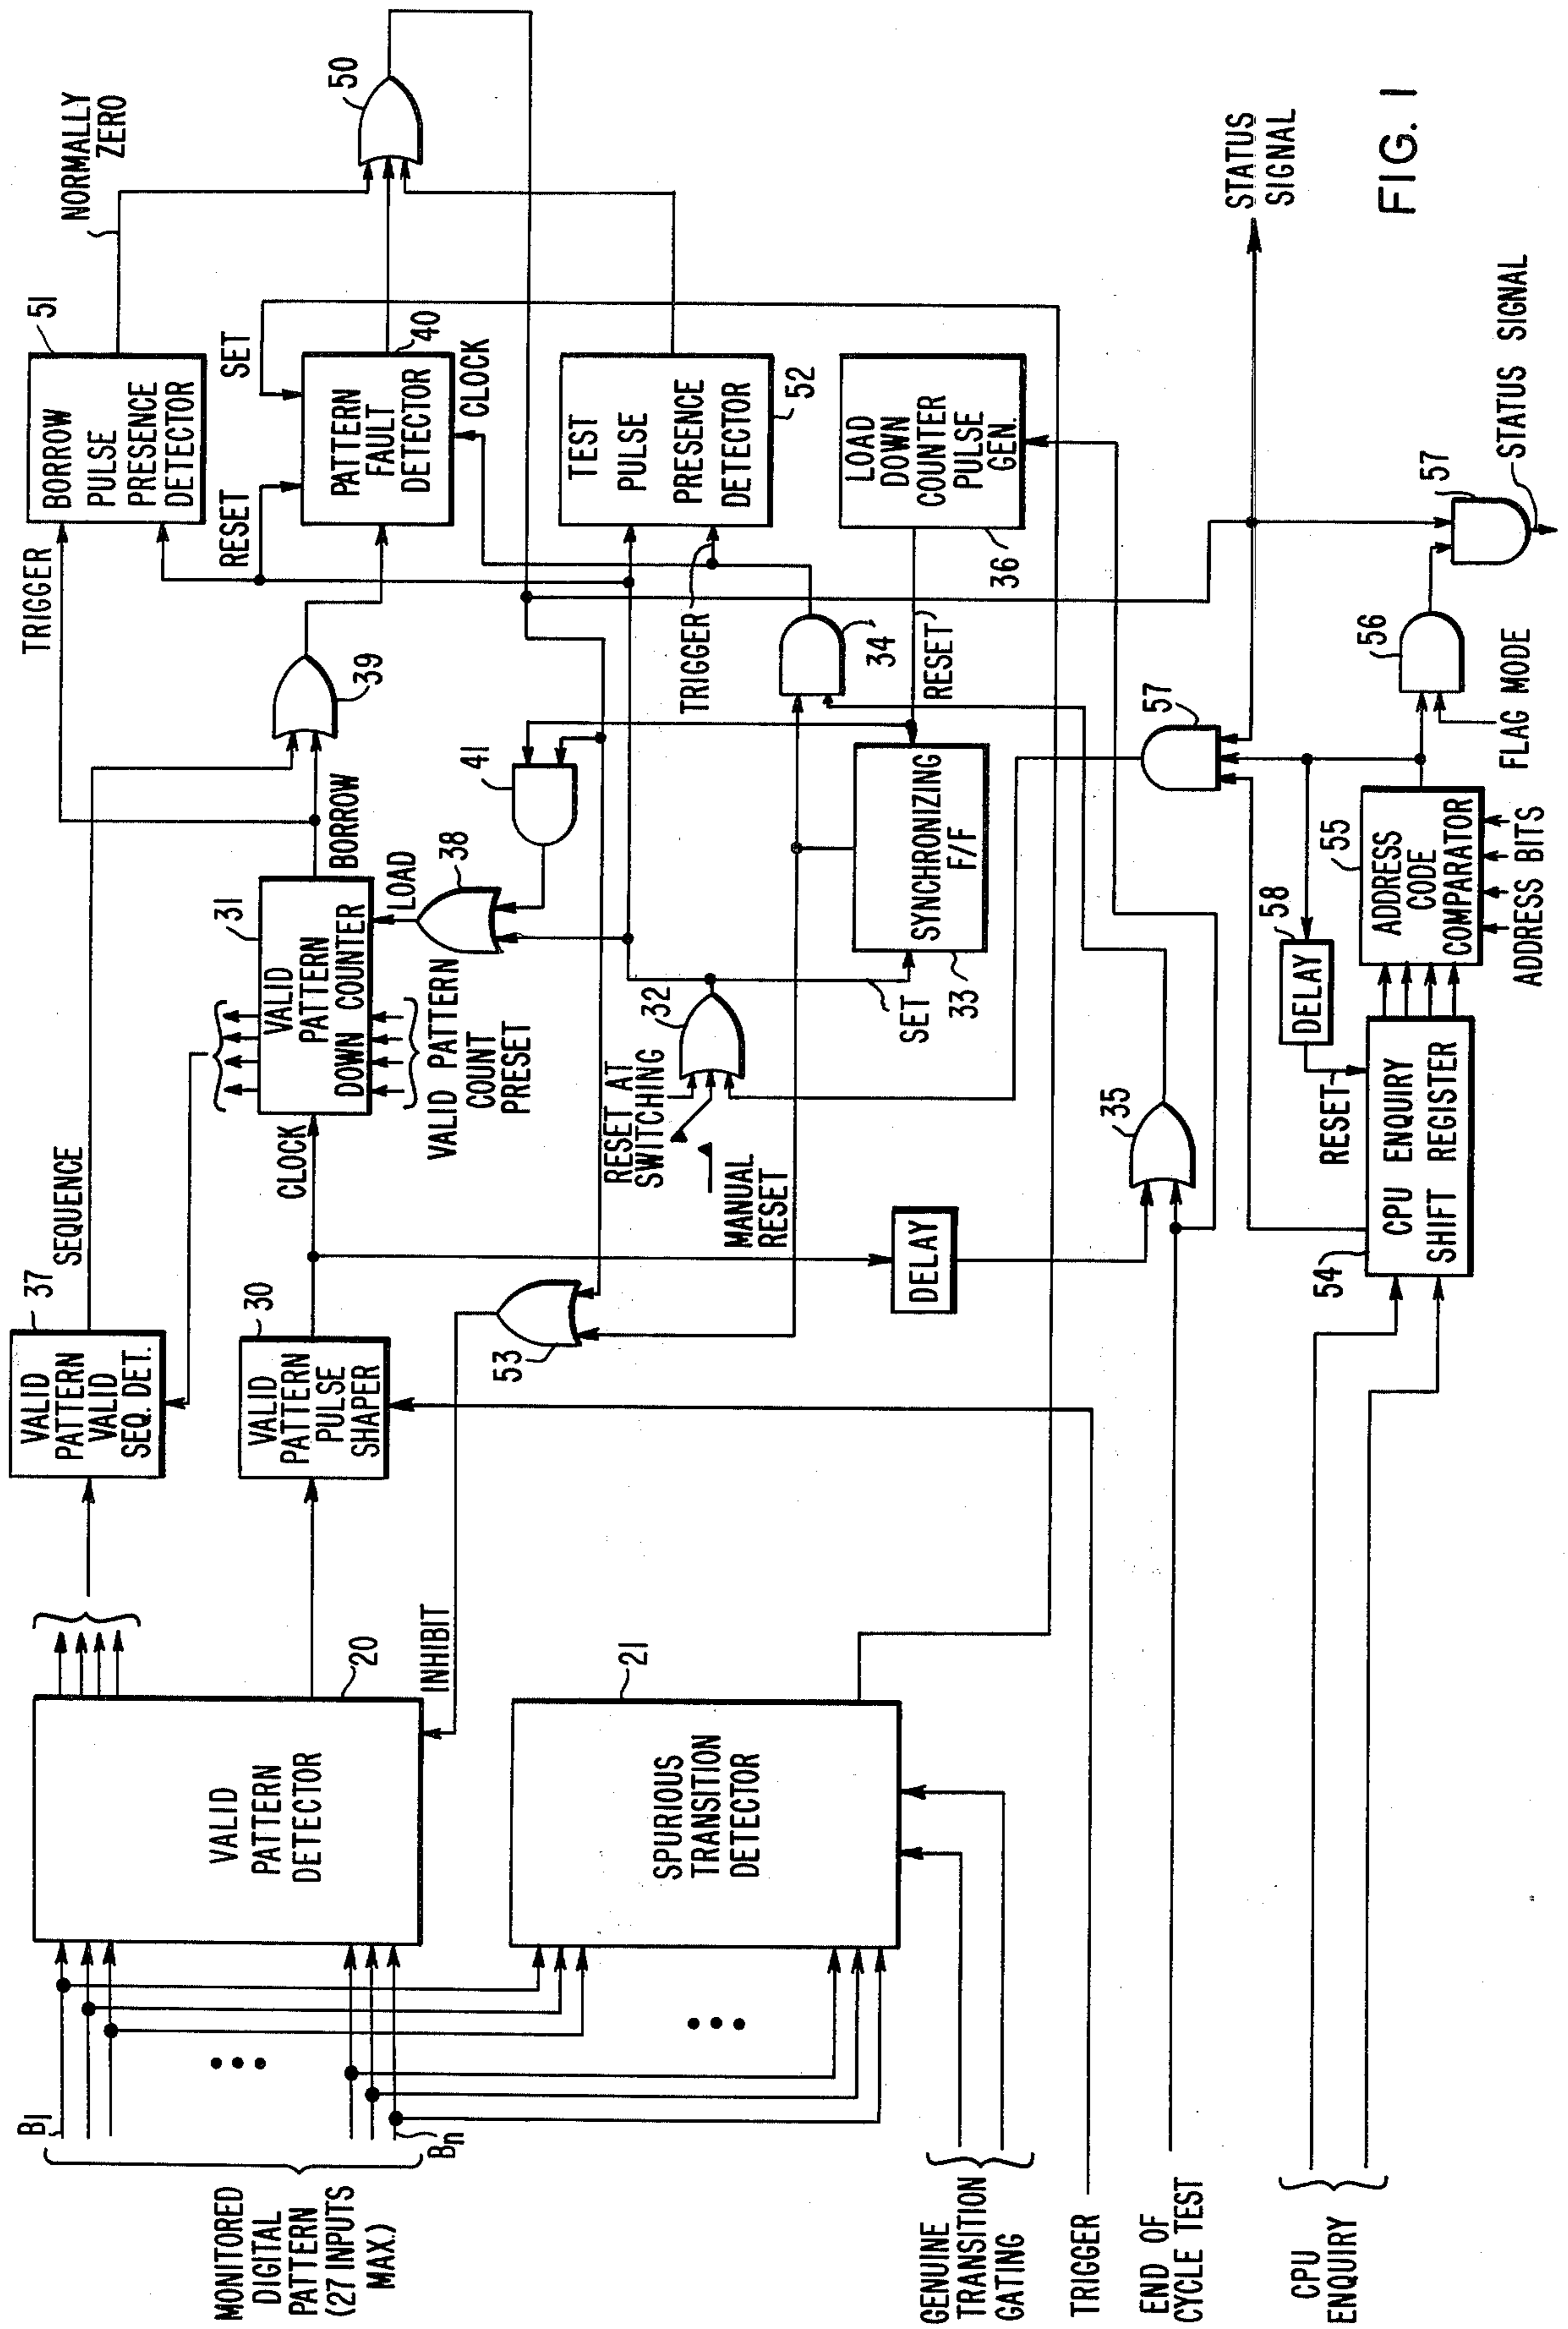 MONITORED
DIGITAL
PATTERN
(27 INPUTS
MAX.)
B1
Bn
VALID
PATTERN
DETECTOR
20
INHIBIT
SPURIOUS
TRANSITION
DETECTOR
21
GENUINE
TRANSITION
GATING
TRIGGER
END OF
CYCLE TEST
CPU
ENQUIRY
VALID
PATTERN
VALID
SEQ. DET.
37
SEQUENCE
VALID
PATTERN
PULSE
SHAPER
30
CLOCK
VALID
PATTERN
DOWN COUNTER
31
BORROW
VALID PATTERN
COUNT
PRESET
LOAD
38
41
53
RESET AT
SWITCHING
MANUAL
RESET
32
SET
DELAY
35
SYNCHRONIZING
F/F
33
RESET
34
TRIGGER
39
TRIGGER
RESET
SET
BORROW
PULSE
PRESENCE
DETECTOR
51
NORMALLY
ZERO
PATTERN
FAULT
DETECTOR
40
CLOCK
TEST
PULSE
PRESENCE
DETECTOR
52
LOAD
DOWN
COUNTER
PULSE
GEN.
36
50
CPU ENQUIRY
SHIFT REGISTER
54
RESET
DELAY
58
ADDRESS
CODE
COMPARATOR
55
ADDRESS BITS
57
56
FLAG MODE
57
STATUS SIGNAL
STATUS
SIGNAL
FIG. 1